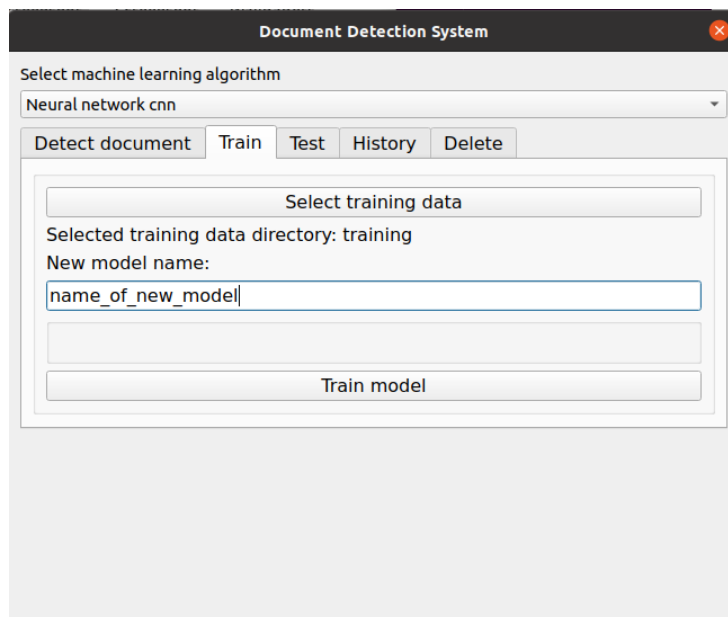 Document Detection System
Select machine learning algorithm
Neural network cnn
Detect document Train Test History Delete
Select training data
Selected training data directory: training
New model name:
name_of_new_model
Train model